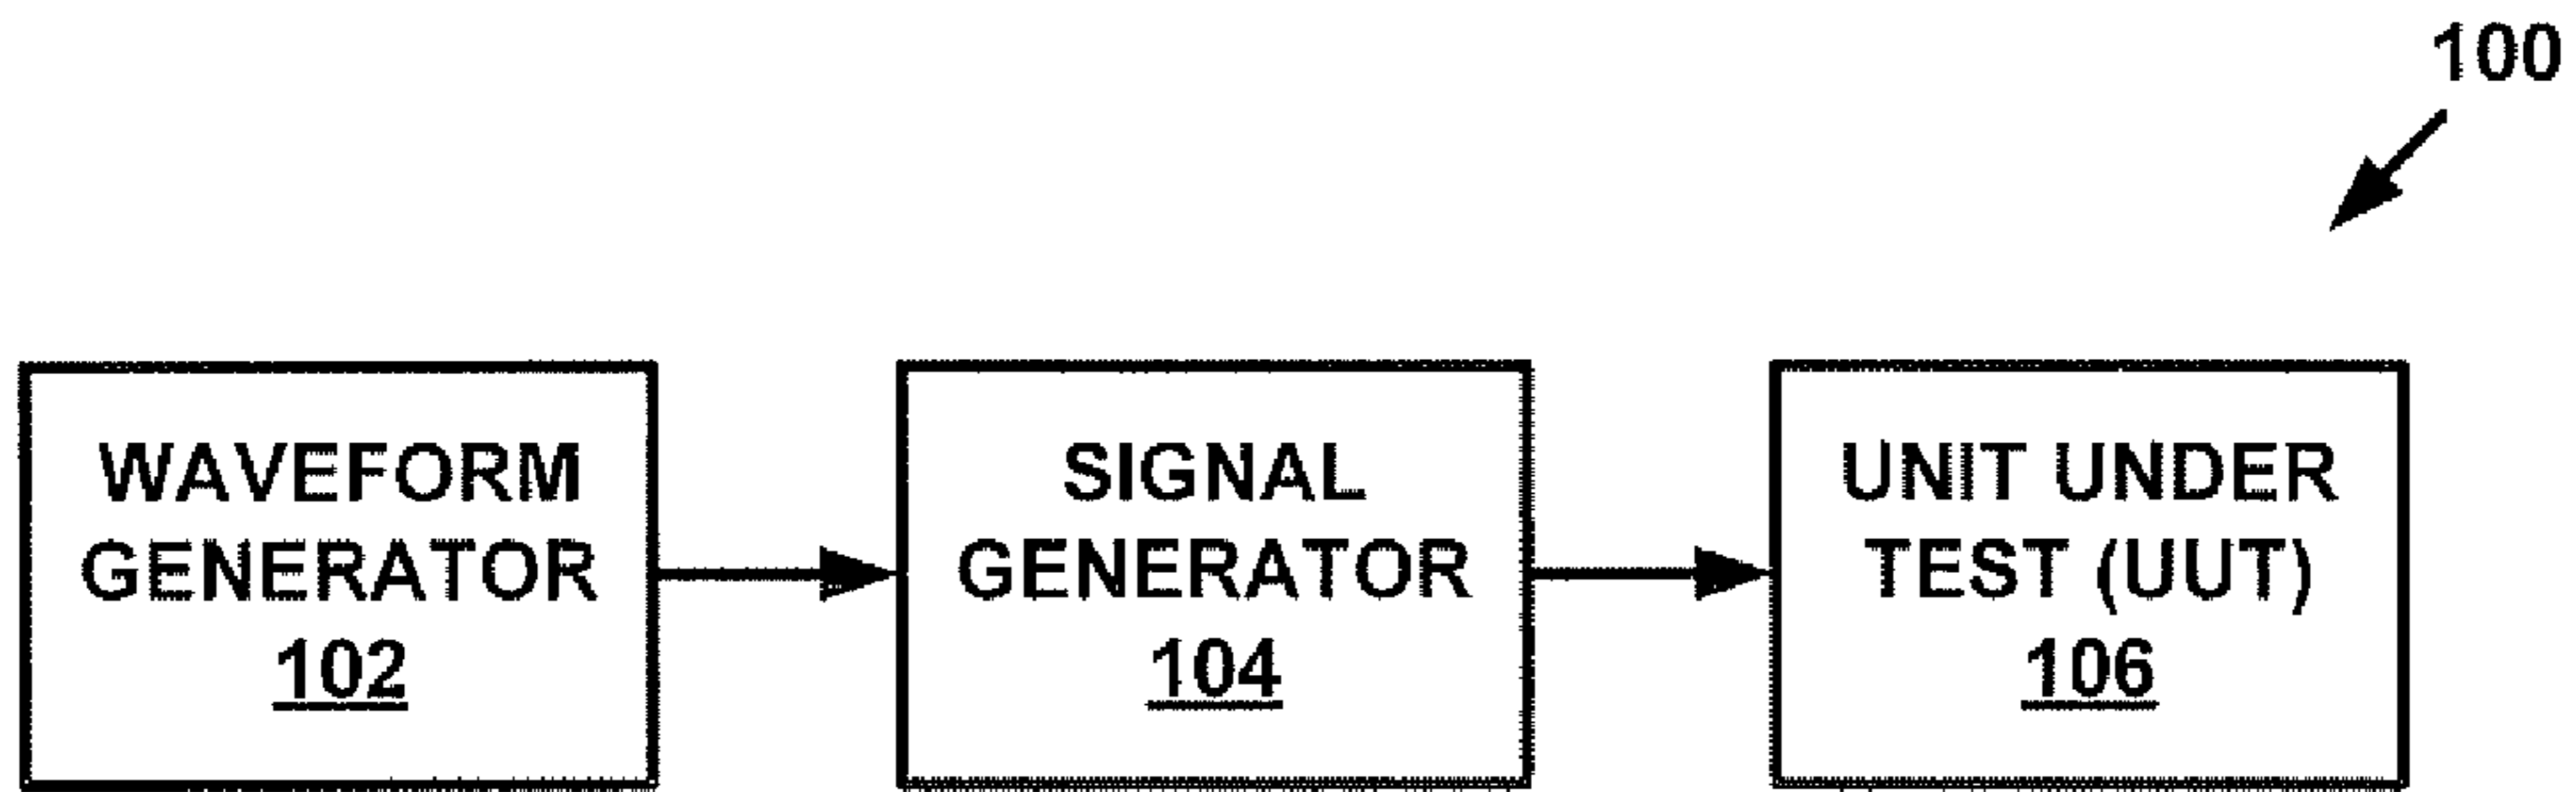 100
WAVEFORM
GENERATOR
102
SIGNAL
GENERATOR
104
UNIT UNDER
TEST (UUT)
106